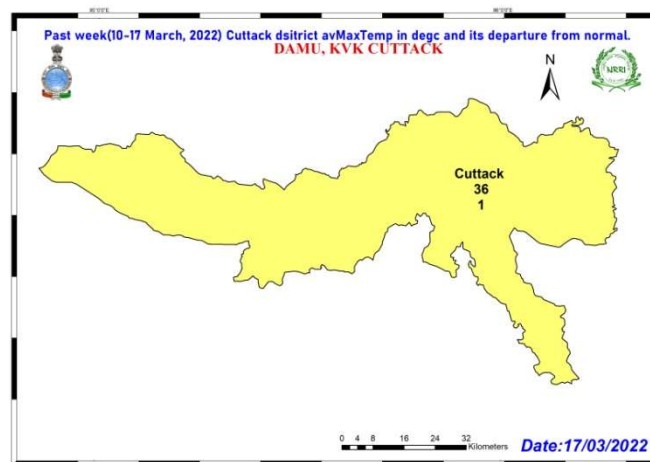 Past week(10-17 March, 2022) Cuttack dsitrict avMaxTemp in degc and its departure from normal.
DAMU, KVK CUTTACK
N
NRRI
Cuttack
36
1
0 4 8 16 24 32
Kilometers
Date:17/03/2022